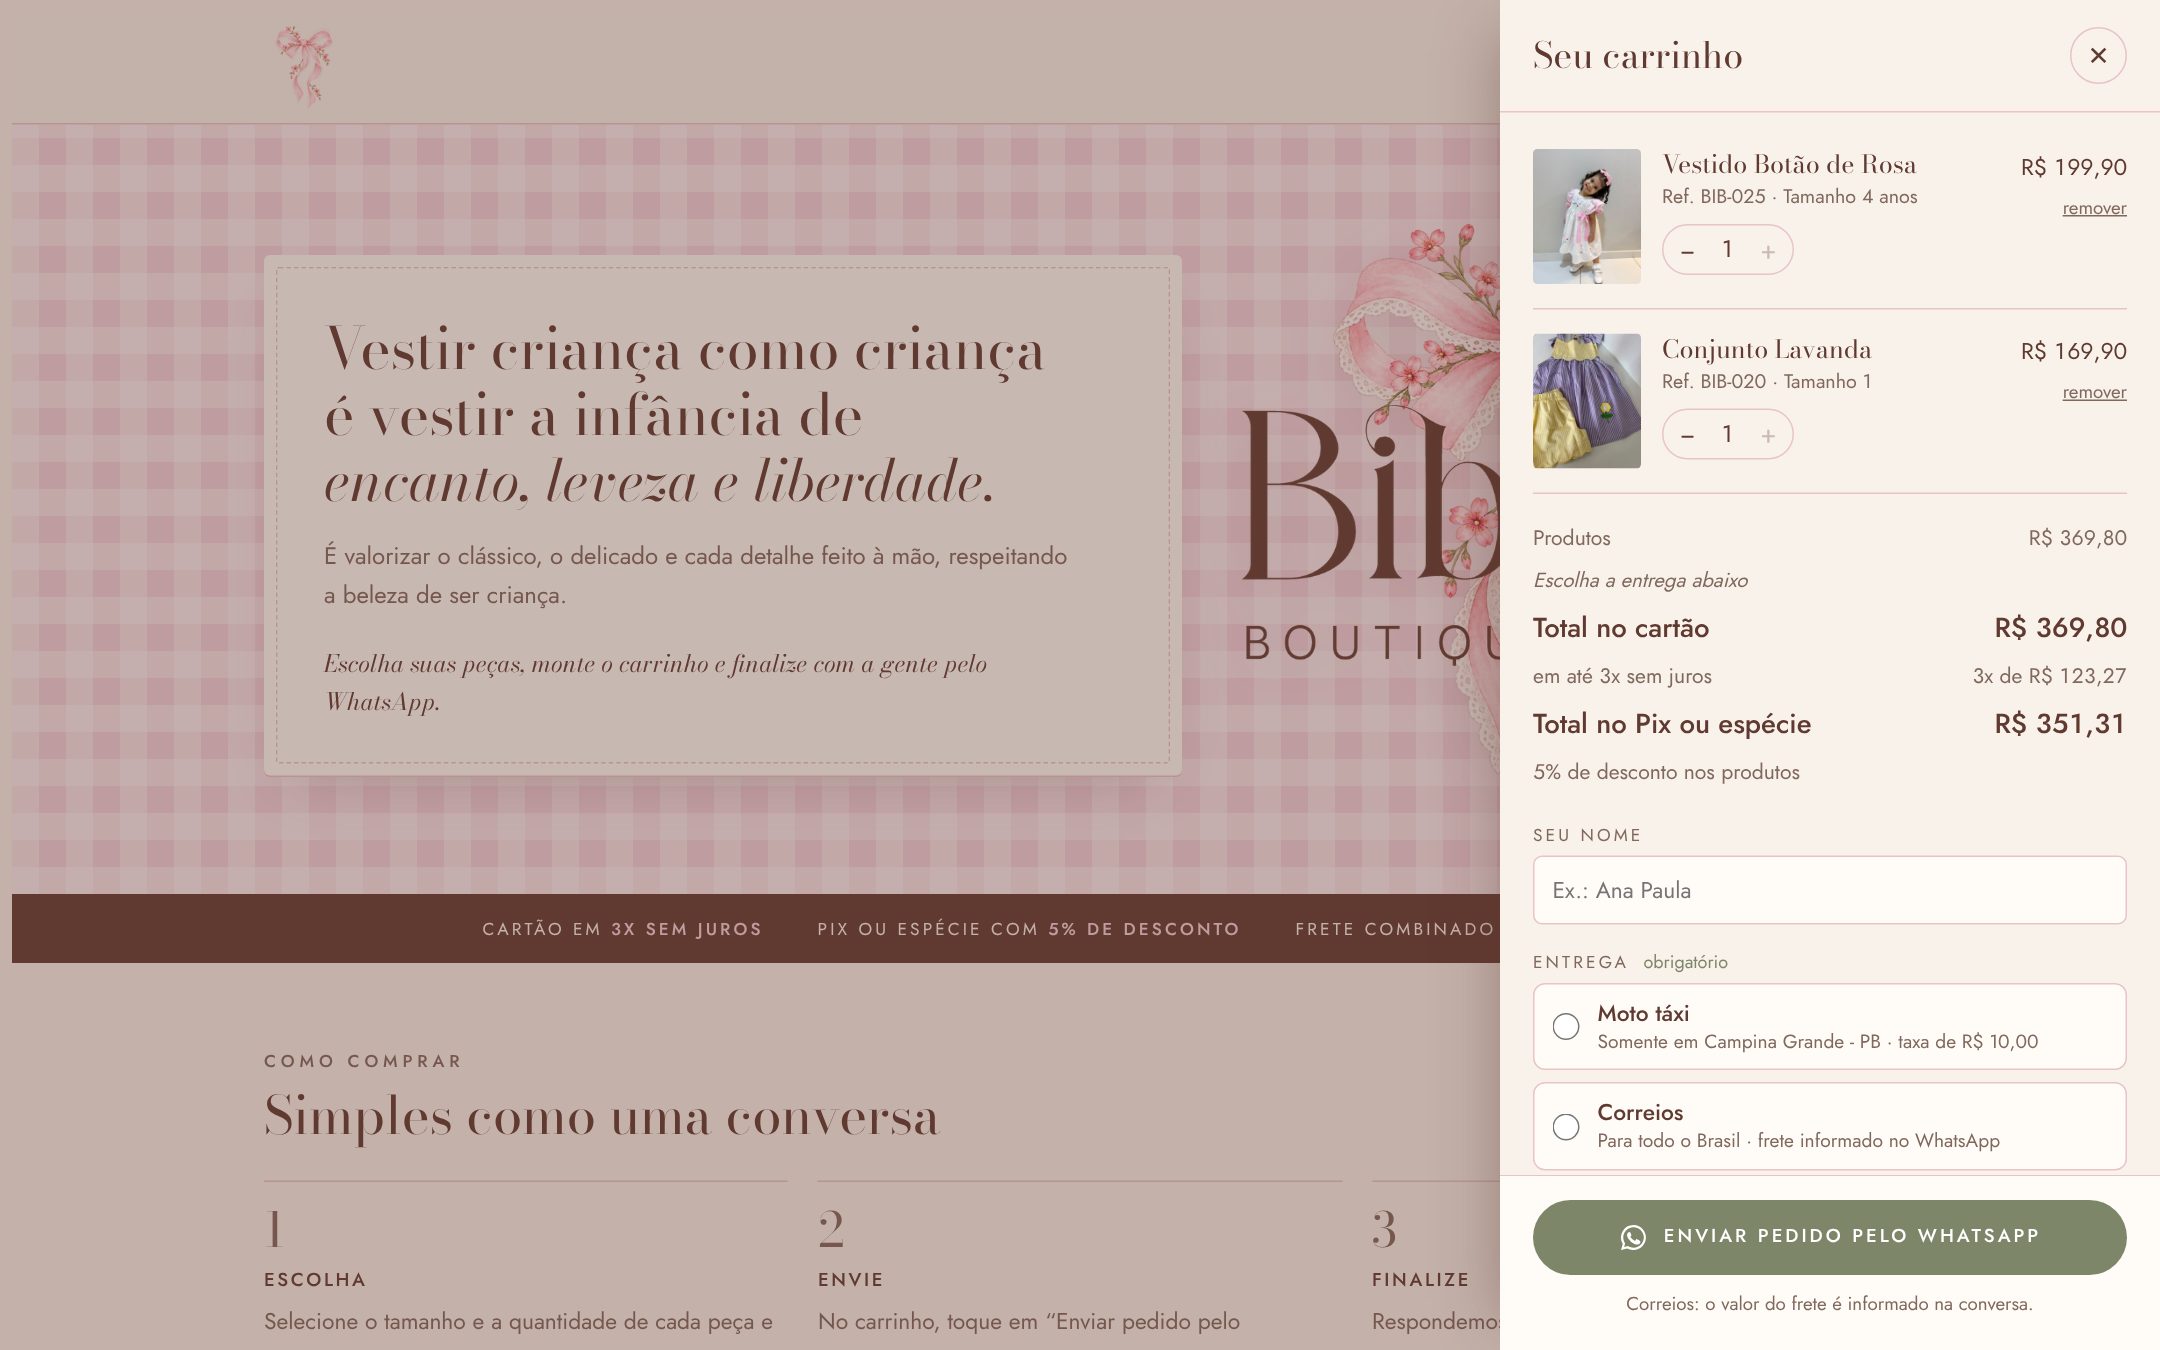 Vestir criança como criança
é vestir a infância de
encanto, leveza e liberdade.
É valorizar o clássico, o delicado e cada detalhe feito à mão, respeitando
a beleza de ser criança.
Escolha suas peças, monte o carrinho e finalize com a gente pelo
WhatsApp.
Bib
BOUTIQU
CARTÃO EM 3X SEM JUROS
PIX OU ESPÉCIE COM 5% DE DESCONTO
FRETE COMBINADO
COMO COMPRAR
Simples como uma conversa
1
ESCOLHA
Selecione o tamanho e a quantidade de cada peça e
2
ENVIE
No carrinho, toque em “Enviar pedido pelo
3
FINALIZE
Respondemos
Seu carrinho
Vestido Botão de Rosa
R$ 199,90
Ref. BIB-025 · Tamanho 4 anos
remover
− 1 +
Conjunto Lavanda
R$ 169,90
Ref. BIB-020 · Tamanho 1
remover
− 1 +
Produtos R$ 369,80
Escolha a entrega abaixo
Total no cartão R$ 369,80
em até 3x sem juros 3x de R$ 123,27
Total no Pix ou espécie R$ 351,31
5% de desconto nos produtos
SEU NOME
Ex.: Ana Paula
ENTREGA obrigatório
Moto táxi
Somente em Campina Grande - PB · taxa de R$ 10,00
Correios
Para todo o Brasil · frete informado no WhatsApp
ENVIAR PEDIDO PELO WHATSAPP
Correios: o valor do frete é informado na conversa.